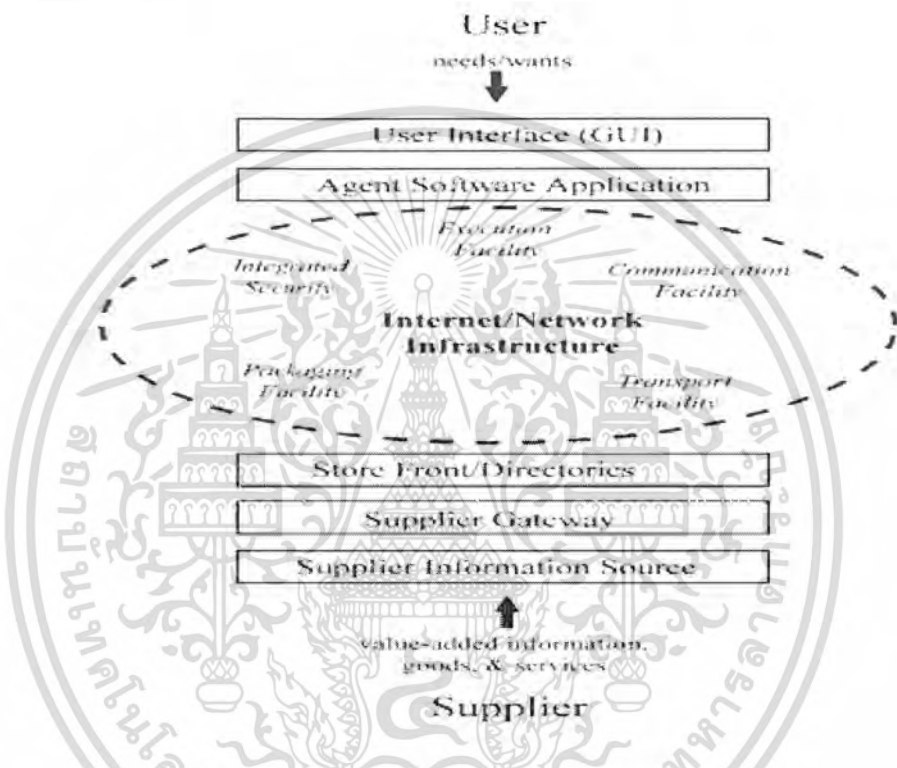 User
needs/wants
User Interface (GUI)
Agent Software Application
Execution
Facility
Integrated
Security
Communication
Facility
Internet/Network
Infrastructure
Packaging
Facility
Transport
Facility
Store Front/Directories
Supplier Gateway
Supplier Information Source
value-added information,
goods, & services
Supplier